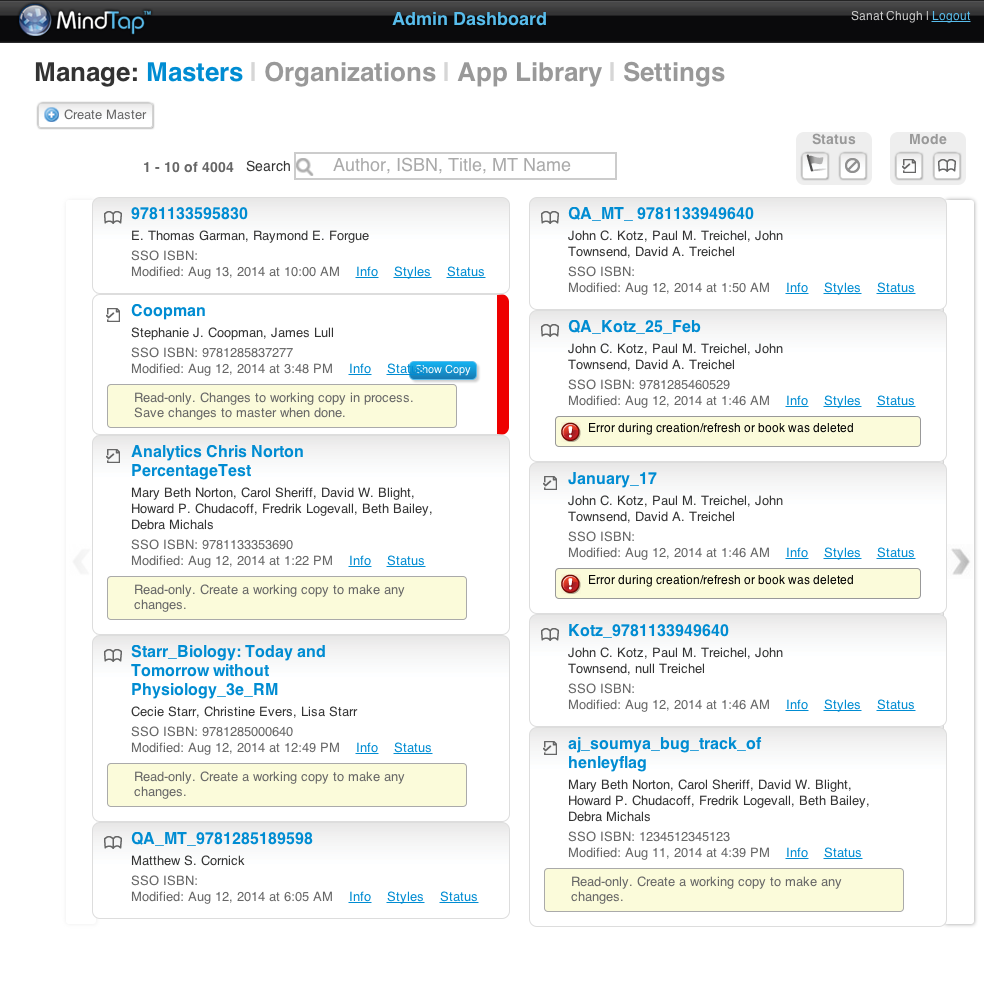 MindTap™
Admin Dashboard
Sanat Chugh | Logout
Manage: Masters | Organizations | App Library | Settings
Create Master
Status
Mode
1 - 10 of 4004 Search Author, ISBN, Title, MT Name
9781133595830
E. Thomas Garman, Raymond E. Forgue
SSO ISBN:
Modified: Aug 13, 2014 at 10:00 AM Info Styles Status
Coopman
Stephanie J. Coopman, James Lull
SSO ISBN: 9781285837277
Modified: Aug 12, 2014 at 3:48 PM Info Show Copy
Read-only. Changes to working copy in process.
Save changes to master when done.
Analytics Chris Norton
PercentageTest
Mary Beth Norton, Carol Sheriff, David W. Blight,
Howard P. Chudacoff, Fredrik Logevall, Beth Bailey,
Debra Michals
SSO ISBN: 9781133353690
Modified: Aug 12, 2014 at 1:22 PM Info Status
Read-only. Create a working copy to make any
changes.
Starr_Biology: Today and
Tomorrow without
Physiology_3e_RM
Cecie Starr, Christine Evers, Lisa Starr
SSO ISBN: 9781285000640
Modified: Aug 12, 2014 at 12:49 PM Info Status
Read-only. Create a working copy to make any
changes.
QA_MT_9781285189598
Matthew S. Cornick
SSO ISBN:
Modified: Aug 12, 2014 at 6:05 AM Info Styles Status
QA_MT_ 9781133949640
John C. Kotz, Paul M. Treichel, John
Townsend, David A. Treichel
SSO ISBN:
Modified: Aug 12, 2014 at 1:50 AM Info Styles Status
QA_Kotz_25_Feb
John C. Kotz, Paul M. Treichel, John
Townsend, David A. Treichel
SSO ISBN: 9781285460529
Modified: Aug 12, 2014 at 1:46 AM Info Styles Status
Error during creation/refresh or book was deleted
January_17
John C. Kotz, Paul M. Treichel, John
Townsend, David A. Treichel
SSO ISBN:
Modified: Aug 12, 2014 at 1:46 AM Info Styles Status
Error during creation/refresh or book was deleted
Kotz_9781133949640
John C. Kotz, Paul M. Treichel, John
Townsend, null Treichel
SSO ISBN:
Modified: Aug 12, 2014 at 1:46 AM Info Styles Status
aj_soumya_bug_track_of
henleyflag
Mary Beth Norton, Carol Sheriff, David W. Blight,
Howard P. Chudacoff, Fredrik Logevall, Beth Bailey,
Debra Michals
SSO ISBN: 1234512345123
Modified: Aug 11, 2014 at 4:39 PM Info Status
Read-only. Create a working copy to make any
changes.